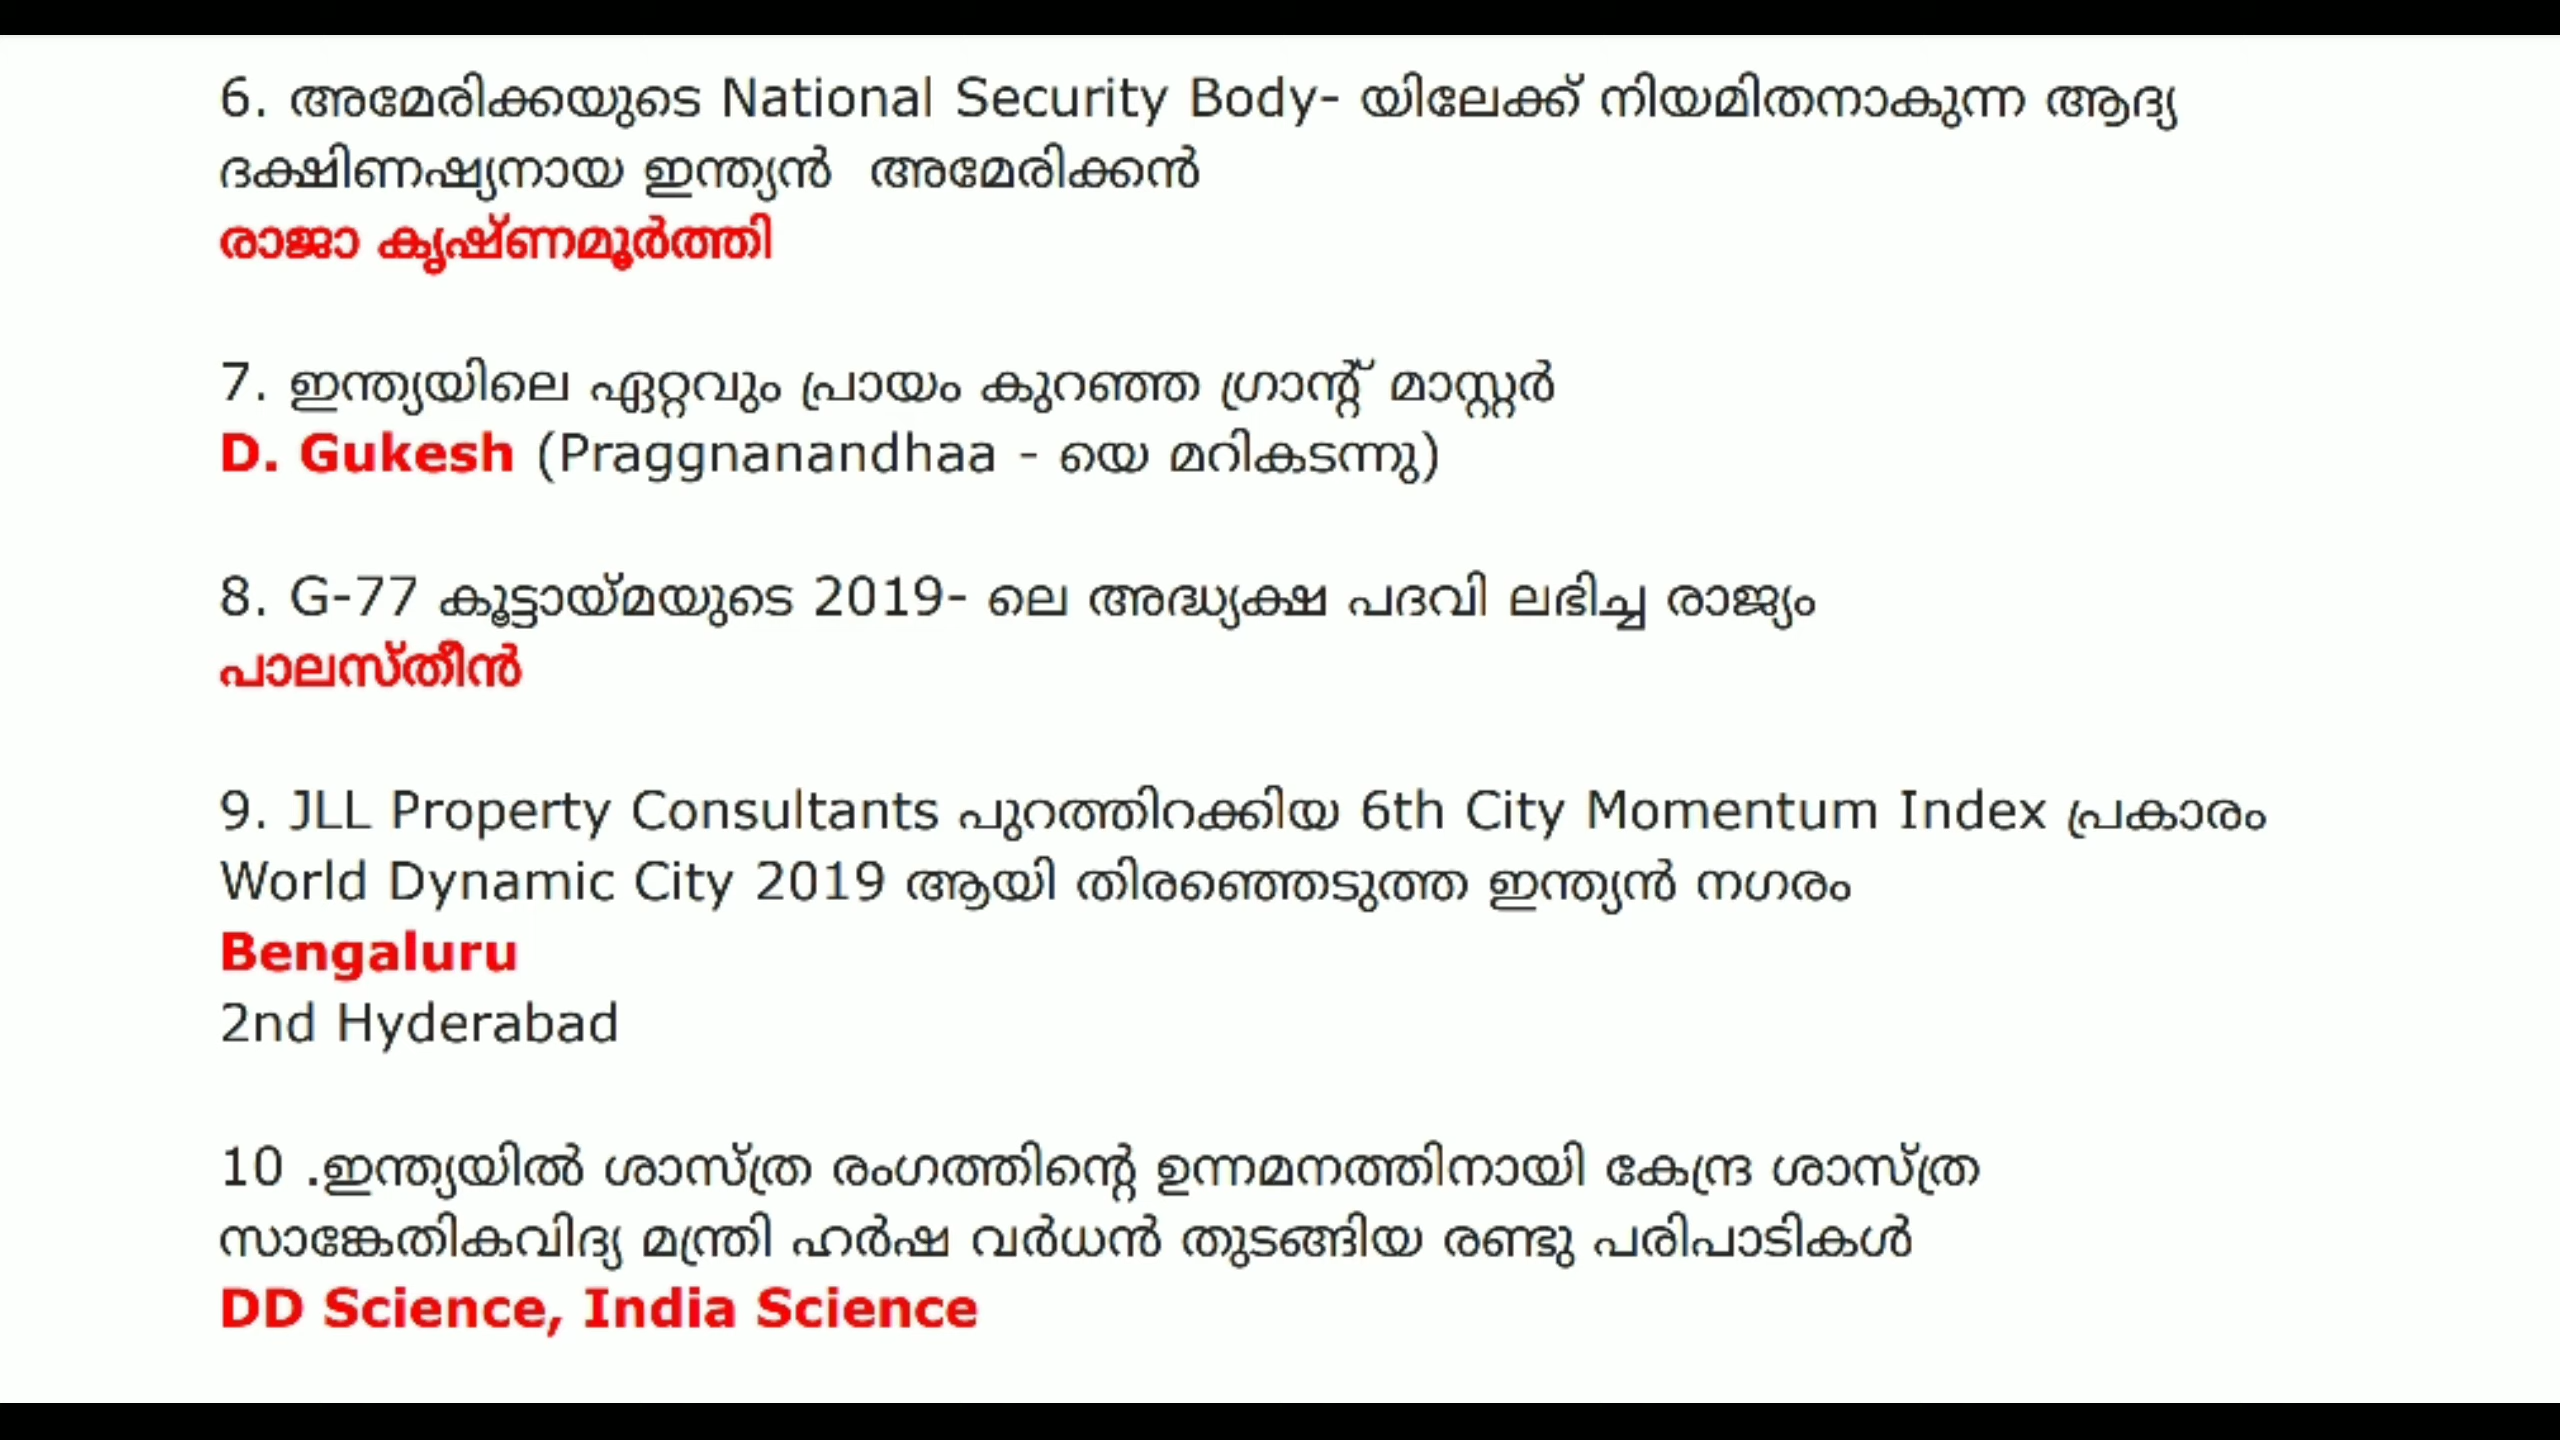 6. അമേരിക്കയുടെ National Security Body- യിലേക്ക് നിയമിതനാകുന്ന ആദ്യ
ദക്ഷിണഷ്യനായ ഇന്ത്യൻ അമേരിക്കൻ
രാജാ കൃഷ്ണമൂർത്തി
7. ഇന്ത്യയിലെ ഏറ്റവും പ്രായം കുറഞ്ഞ ഗ്രാന്റ് മാസ്റ്റർ
D. Gukesh (Praggnanandhaa - യെ മറികടന്നു)
8. G-77 കൂട്ടായ്മയുടെ 2019- ലെ അദ്ധ്യക്ഷ പദവി ലഭിച്ച രാജ്യം
പാലസ്തീൻ
9. JLL Property Consultants പുറത്തിറക്കിയ 6th City Momentum Index പ്രകാരം
World Dynamic City 2019 ആയി തിരഞ്ഞെടുത്ത ഇന്ത്യൻ നഗരം
Bengaluru
2nd Hyderabad
10 .ഇന്ത്യയിൽ ശാസ്ത്ര രംഗത്തിന്റെ ഉന്നമനത്തിനായി കേന്ദ്ര ശാസ്ത്ര
സാങ്കേതികവിദ്യ മന്ത്രി ഹർഷ വർധൻ തുടങ്ങിയ രണ്ടു പരിപാടികൾ
DD Science, India Science